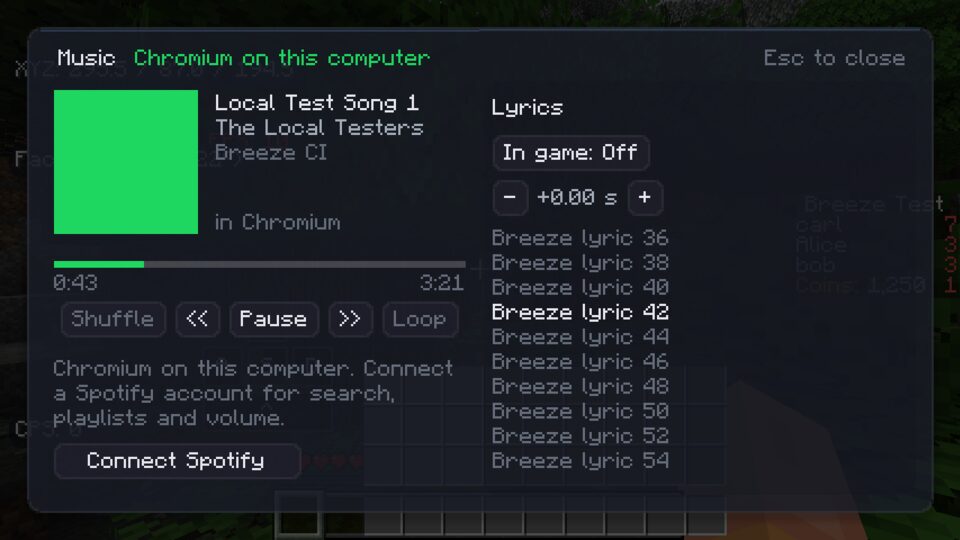 Music Chromium on this computer
Esc to close
Local Test Song 1
The Local Testers
Breeze CI
in Chromium
0:43
3:21
Shuffle
<<
Pause
>>
Loop
Chromium on this computer. Connect
a Spotify account for search,
playlists and volume.
Connect Spotify
Lyrics
In game: Off
- +0.00 s +
Breeze lyric 36
Breeze lyric 38
Breeze lyric 40
Breeze lyric 42
Breeze lyric 44
Breeze lyric 46
Breeze lyric 48
Breeze lyric 50
Breeze lyric 52
Breeze lyric 54
Breeze Test
carl 7
Alice 3
bob 3
Coins: 1,250 1